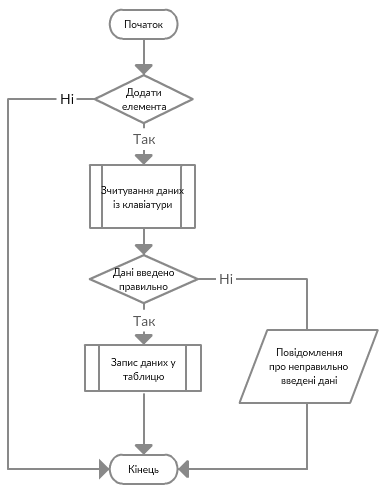 Початок
Додати
елемента
Ні
Так
Зчитування даних
із клавіатури
Дані введено
правильно
Ні
Так
Запис даних у
таблицю
Повідомлення
про неправильно
введені дані
Кінець